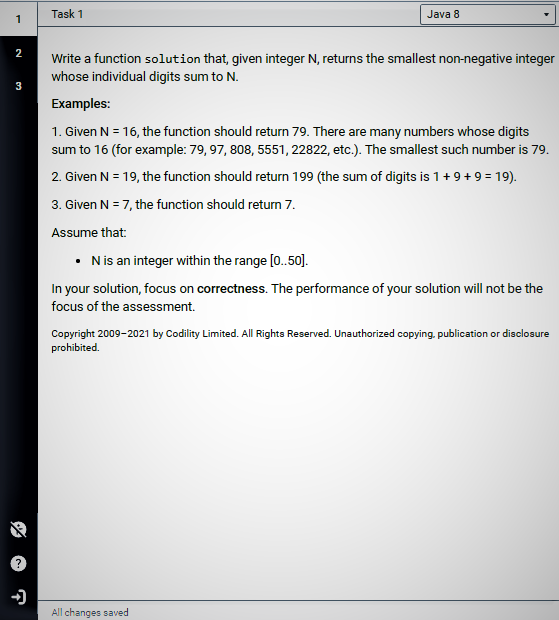 1
Task 1
Java 8
2
3
Write a function solution that, given integer N, returns the smallest non-negative integer
whose individual digits sum to N.
Examples:
1. Given N = 16, the function should return 79. There are many numbers whose digits
sum to 16 (for example: 79, 97, 808, 5551, 22822, etc.). The smallest such number is 79.
2. Given N = 19, the function should return 199 (the sum of digits is 1 + 9 + 9 = 19).
3. Given N = 7, the function should return 7.
Assume that:
• N is an integer within the range [0..50].
In your solution, focus on correctness. The performance of your solution will not be the
focus of the assessment.
Copyright 2009–2021 by Codility Limited. All Rights Reserved. Unauthorized copying, publication or disclosure
prohibited.
?
All changes saved